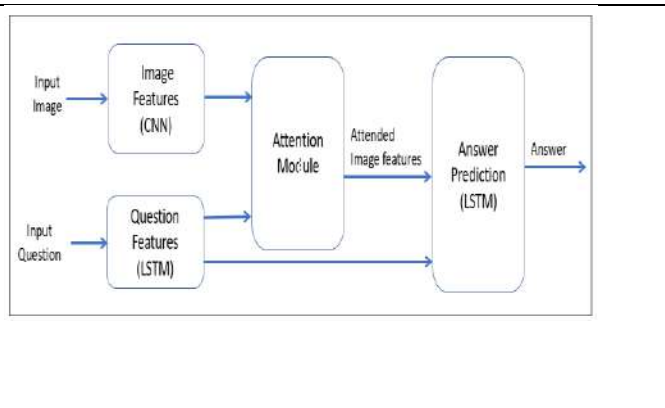 Input
Image
Image
Features
(CNN)
Input
Question
Question
Features
(LSTM)
Attention
Module
Attended
Image features
Answer
Prediction
(LSTM)
Answer